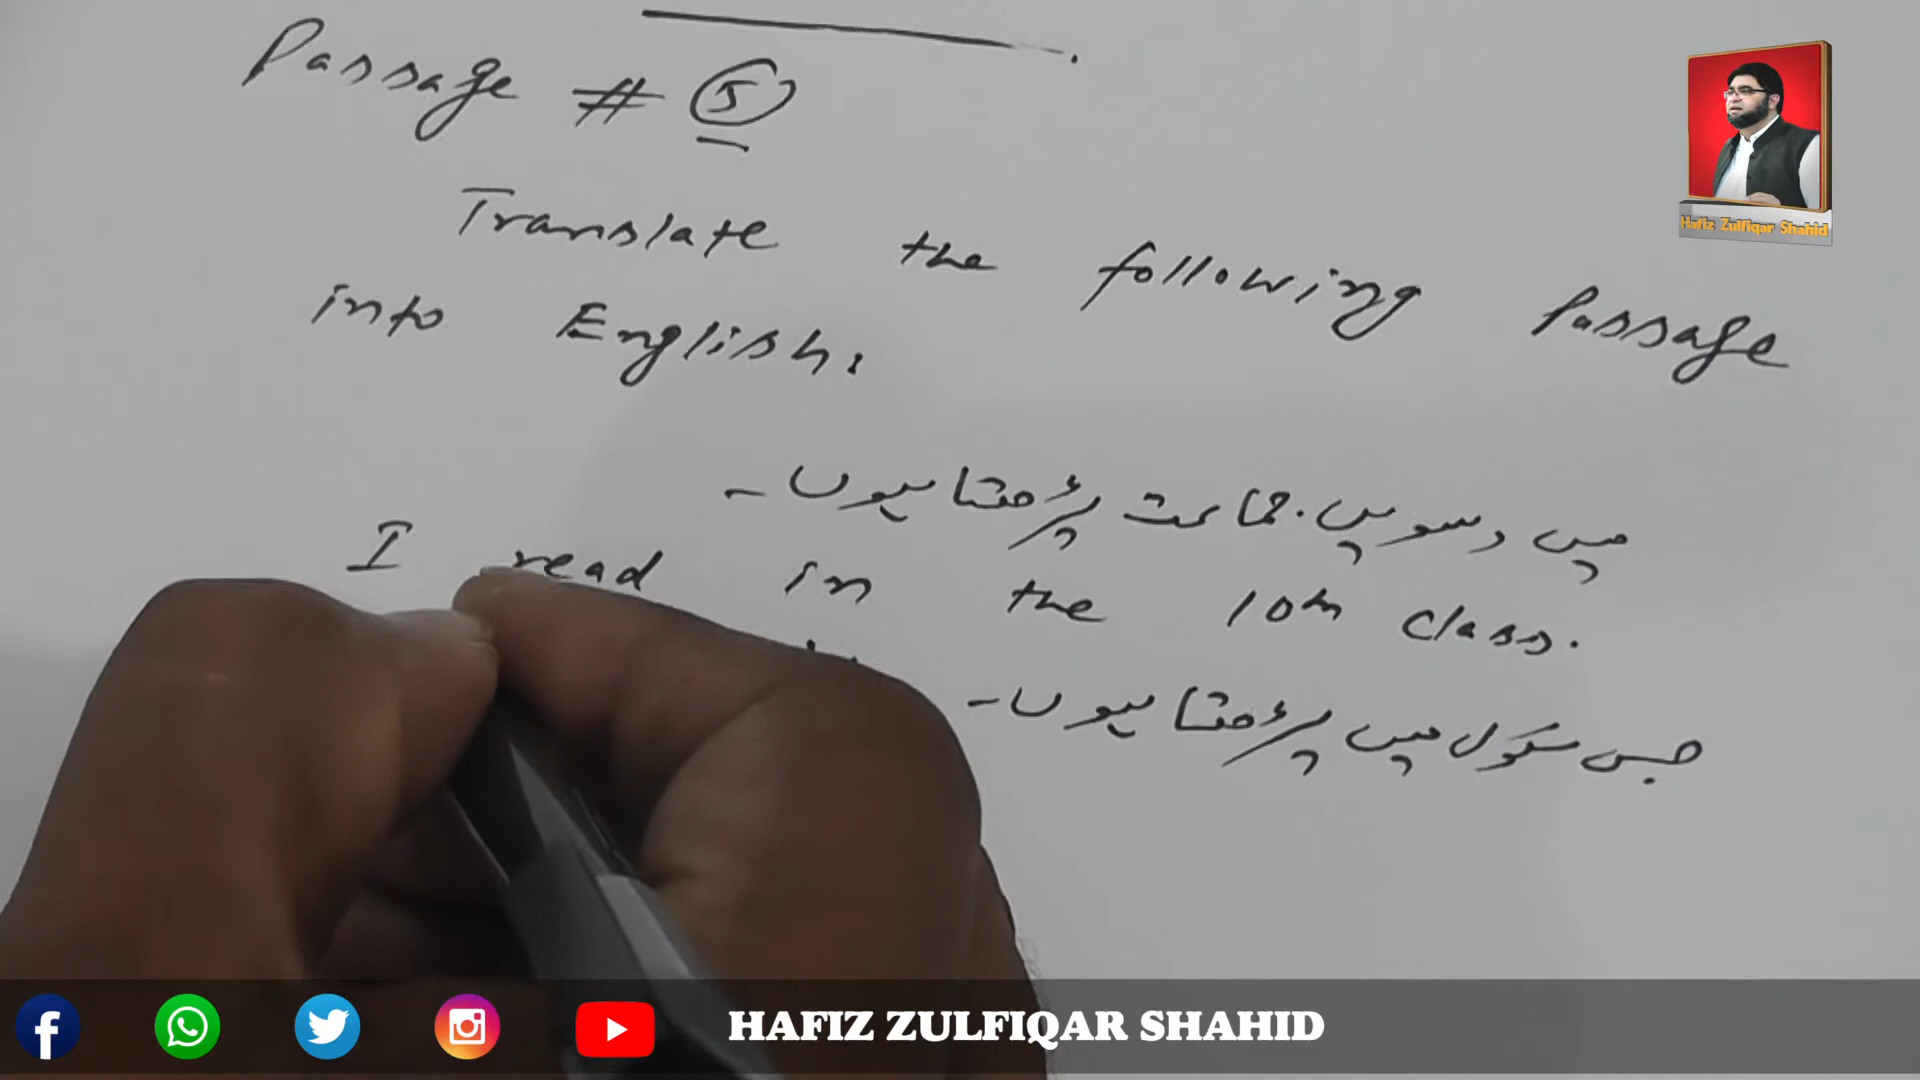 Passage # 5
Translate the following Passage
into English.
میں دسویں جماعت پڑھتا ہوں۔
I read in the 10th class.
جس سکول میں پڑھتا ہوں۔
Hafiz Zulfiqar Shahid
HAFIZ ZULFIQAR SHAHID